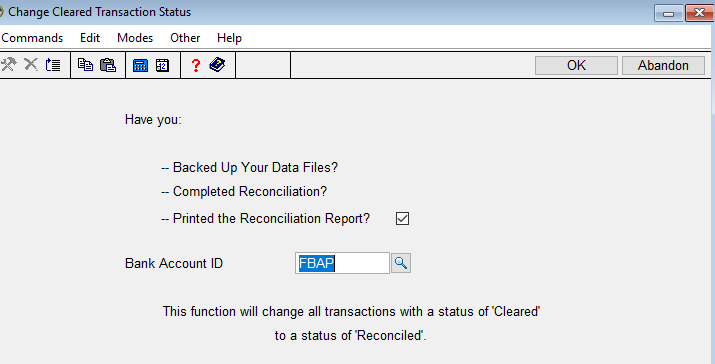 Change Cleared Transaction Status
Commands Edit Modes Other Help
OK Abandon
Have you:
-- Backed Up Your Data Files?
-- Completed Reconciliation?
-- Printed the Reconciliation Report?
Bank Account ID FBAP
This function will change all transactions with a status of 'Cleared'
to a status of 'Reconciled'.